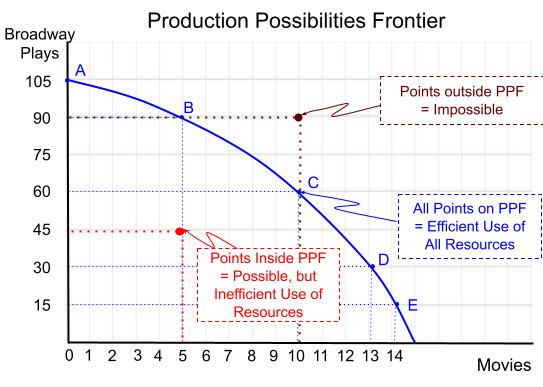 Production Possibilities Frontier
Broadway
Plays
105
90
75
60
45
30
15
A
B
C
D
E
Points outside PPF
= Impossible
All Points on PPF
= Efficient Use of
All Resources
Points Inside PPF
= Possible, but
Inefficient Use of
Resources
0 1 2 3 4 5 6 7 8 9 10 11 12 13 14
Movies